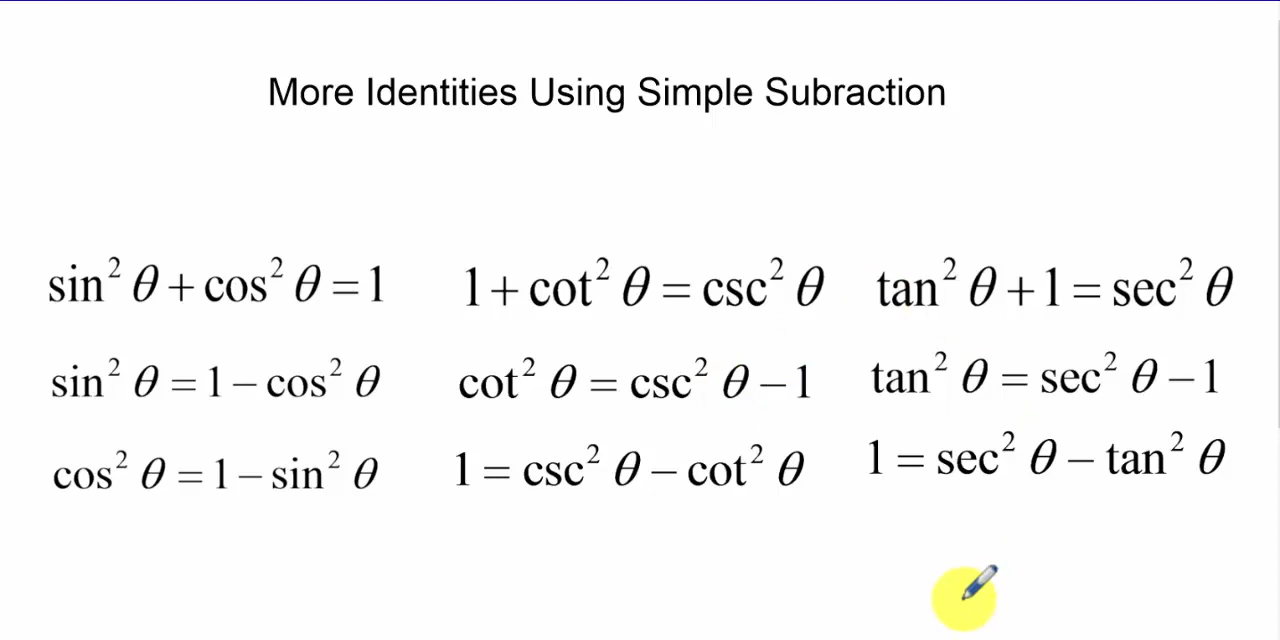 More Identities Using Simple Subraction
sin² θ + cos² θ = 1
sin² θ = 1 − cos² θ
cos² θ = 1 − sin² θ
1 + cot² θ = csc² θ
cot² θ = csc² θ − 1
1 = csc² θ − cot² θ
tan² θ + 1 = sec² θ
tan² θ = sec² θ − 1
1 = sec² θ − tan² θ